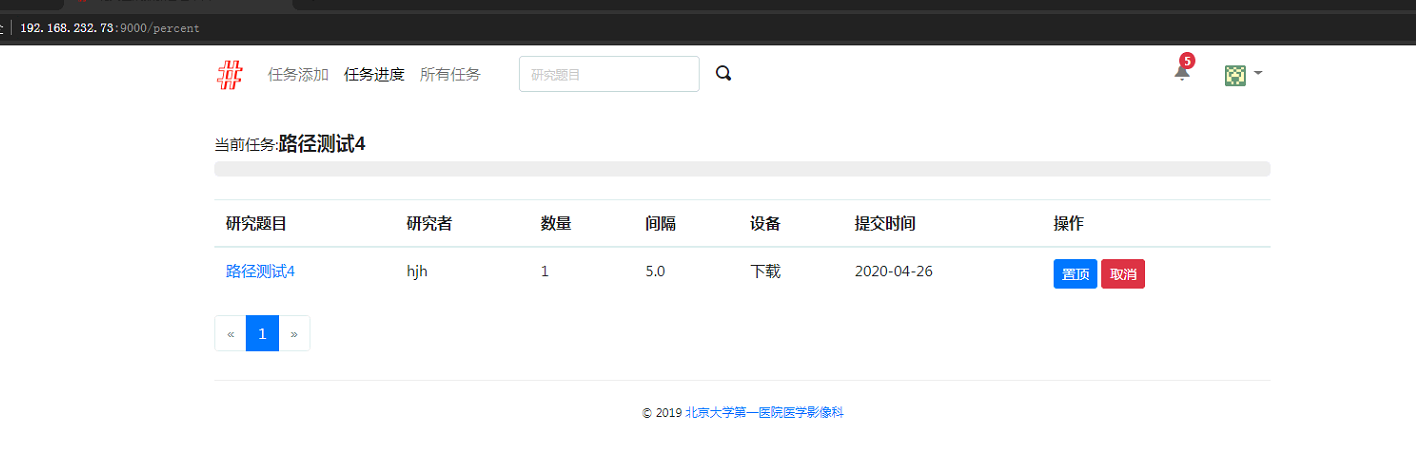 192.168.232.73:9000/percent
任务添加 任务进度 所有任务 研究题目 5
当前任务:路径测试4
研究题目 研究者 数量 间隔 设备 提交时间 操作
路径测试4 hjh 1 5.0 下载 2020-04-26 置顶 取消
« 1 »
© 2019 北京大学第一医院医学影像科